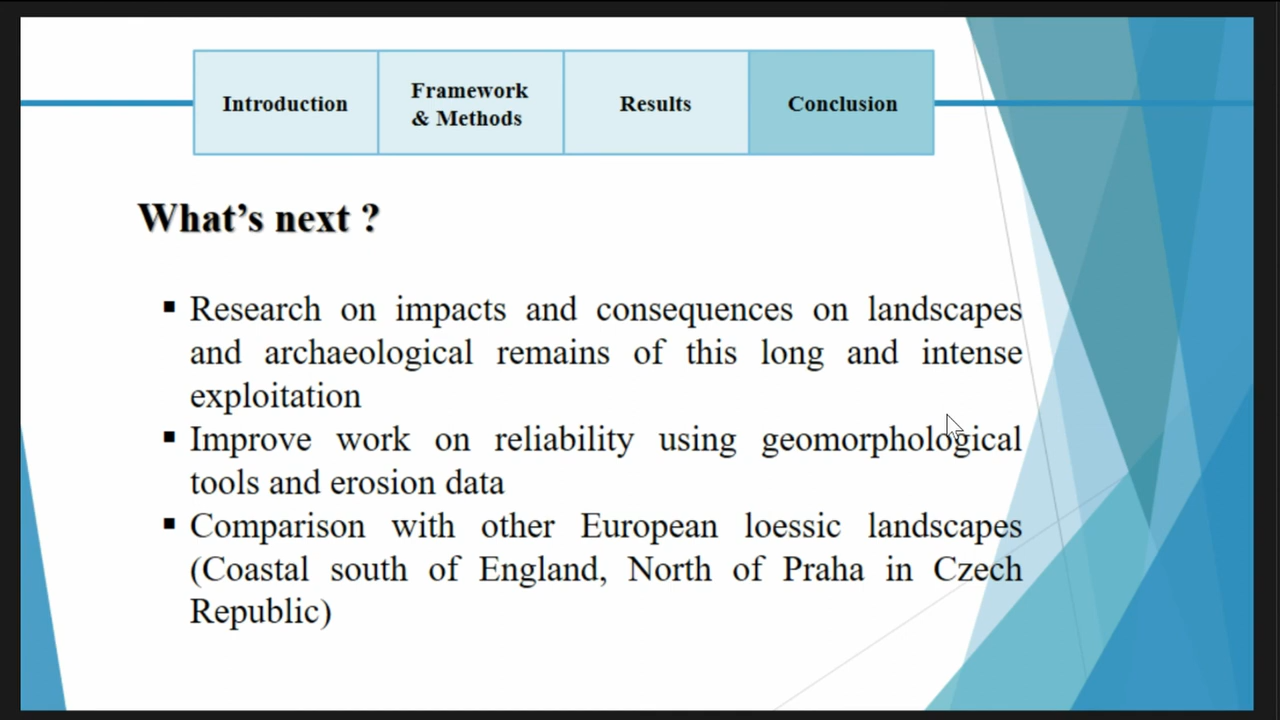 Introduction
Framework
& Methods
Results
Conclusion
What’s next ?
▪ Research on impacts and consequences on landscapes
and archaeological remains of this long and intense
exploitation
▪ Improve work on reliability using geomorphological
tools and erosion data
▪ Comparison with other European loessic landscapes
(Coastal south of England, North of Praha in Czech
Republic)